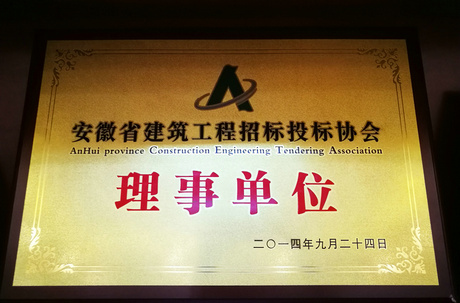 安徽省建筑工程招标投标协会
AnHui province Construction Engineering Tendering Association
理事单位
二〇一四年九月二十四日